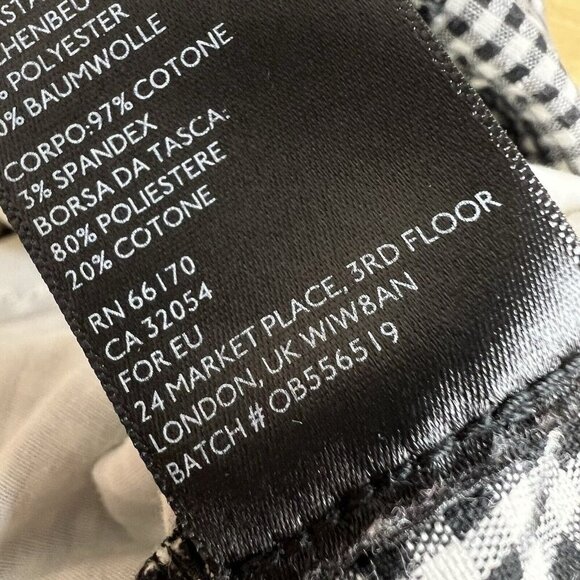 POLYESTER
BAUMWOLLE
CORPO:97% COTONE
3% SPANDEX
BORSA DA TASCA:
80% POLIESTERE
20% COTONE
RN 66170
CA 32054
FOR EU
24 MARKET PLACE, 3RD FLOOR
LONDON, UK WIW8AN
BATCH # OB556519